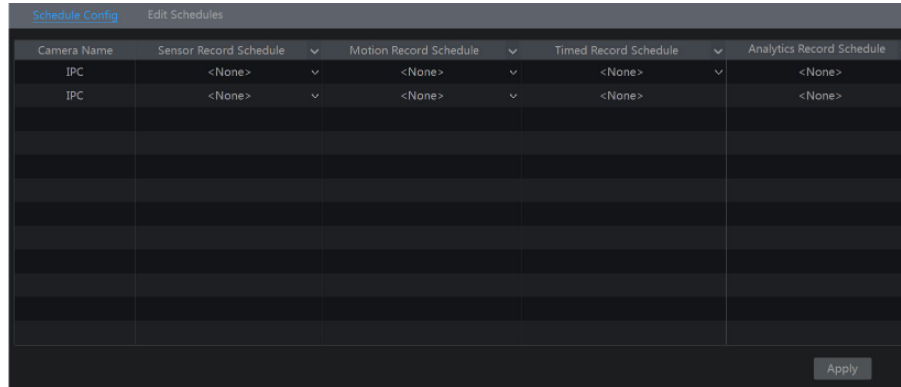 Schedule Config Edit Schedules
Camera Name Sensor Record Schedule Motion Record Schedule Timed Record Schedule Analytics Record Schedule
IPC <None> <None> <None> <None>
IPC <None> <None> <None> <None>
Apply